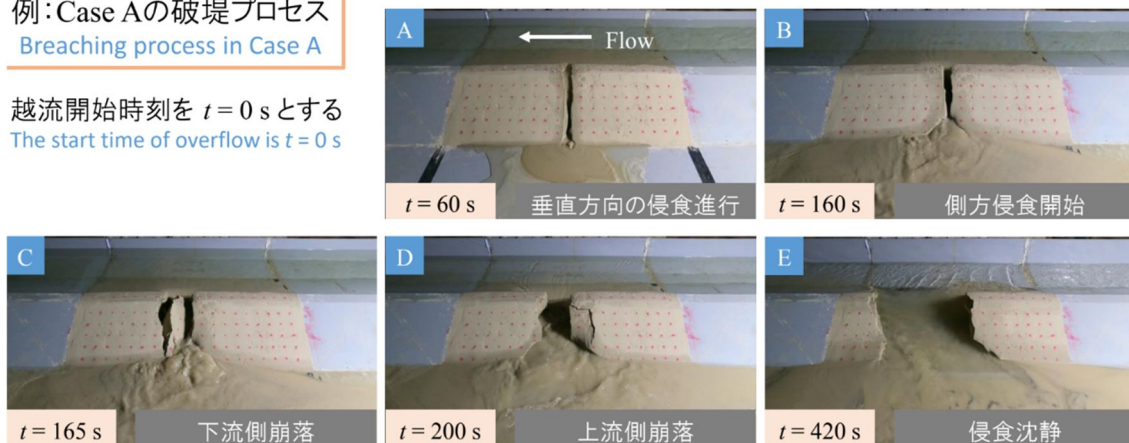 例：Case Aの破堤プロセス
Breaching process in Case A
越流開始時刻を t = 0 s とする
The start time of overflow is t = 0 s
A
Flow
t = 60 s
垂直方向の侵食進行
B
t = 160 s
側方侵食開始
C
t = 165 s
下流側崩落
D
t = 200 s
上流側崩落
E
t = 420 s
侵食沈静